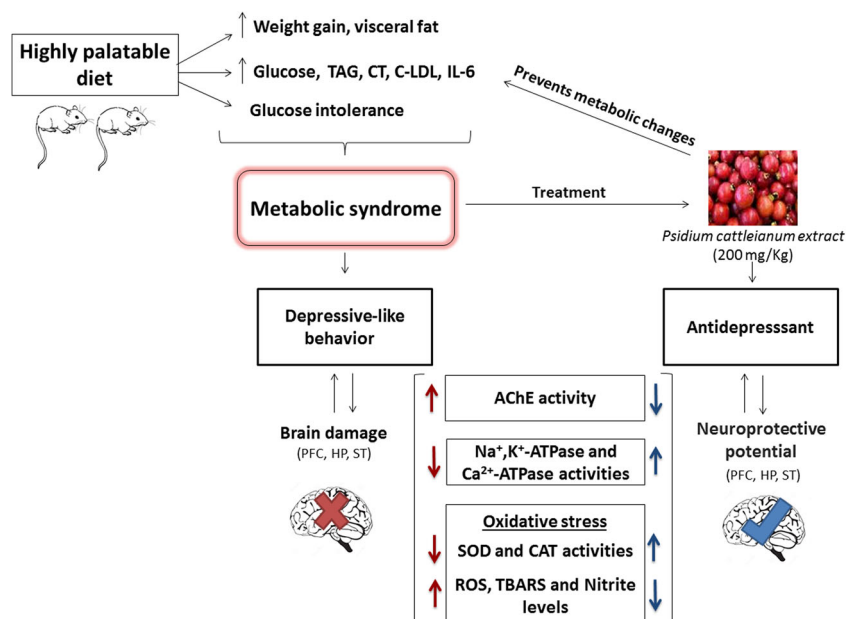 Highly palatable
diet
↑ Weight gain, visceral fat
↑ Glucose, TAG, CT, C-LDL, IL-6
Glucose intolerance
Prevents metabolic changes
Metabolic syndrome
Treatment
Psidium cattleianum extract
(200 mg/Kg)
Depressive-like
behavior
Antidepresssant
Brain damage
(PFC, HP, ST)
AChE activity
Na⁺,K⁺-ATPase and
Ca²⁺-ATPase activities
Oxidative stress
SOD and CAT activities
ROS, TBARS and Nitrite
levels
Neuroprotective
potential
(PFC, HP, ST)